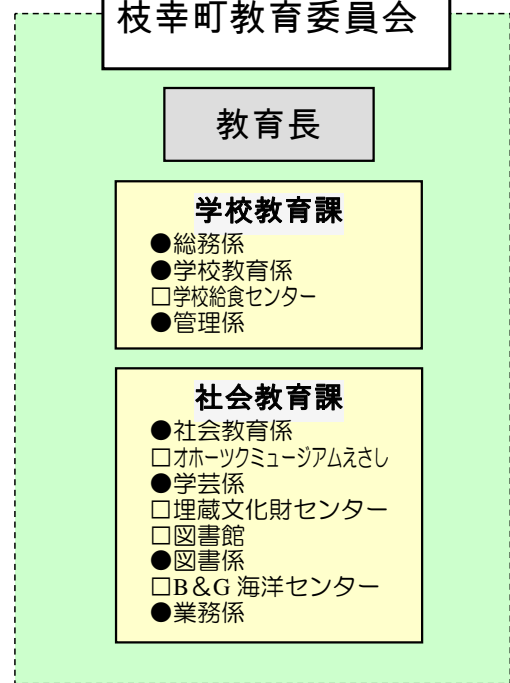 枝幸町教育委員会
教育長
学校教育課
●総務係
●学校教育係
□学校給食センター
●管理係
社会教育課
●社会教育係
□オホーツクミュージアムえさし
●学芸係
□埋蔵文化財センター
□図書館
●図書係
□B＆G 海洋センター
●業務係